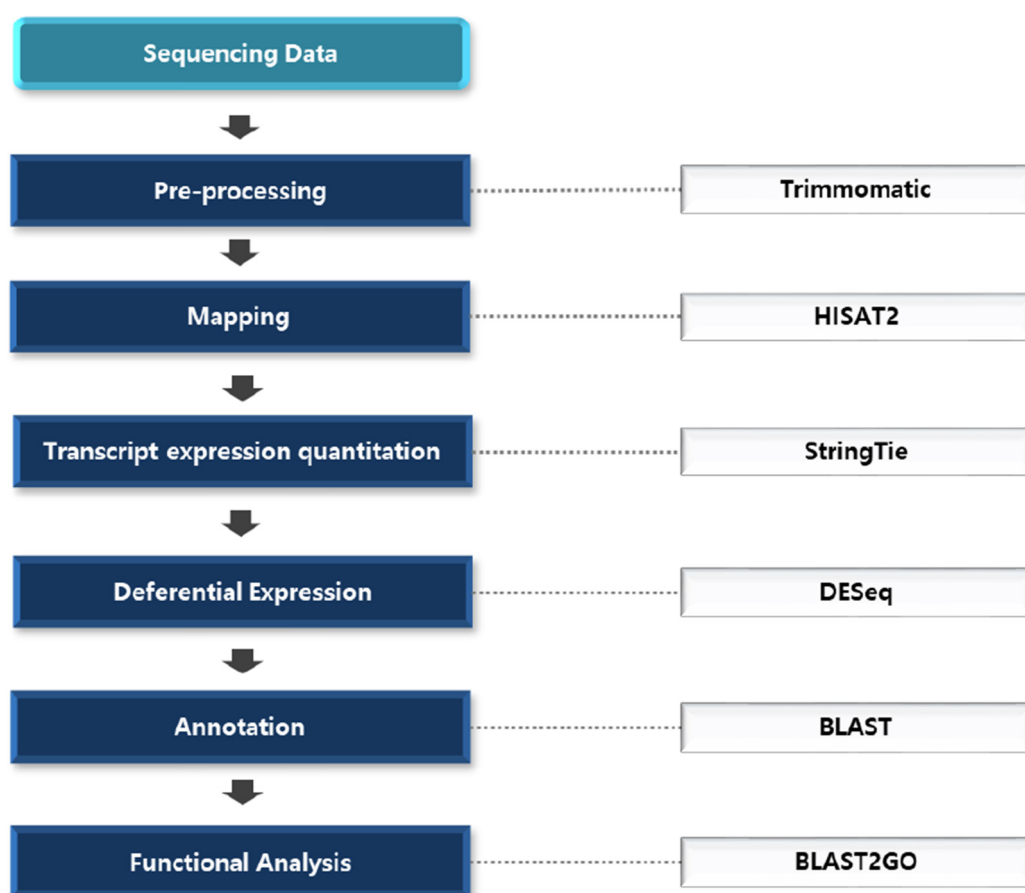 Sequencing Data
Pre-processing
Trimmomatic
Mapping
HISAT2
Transcript expression quantitation
StringTie
Deferential Expression
DESeq
Annotation
BLAST
Functional Analysis
BLAST2GO